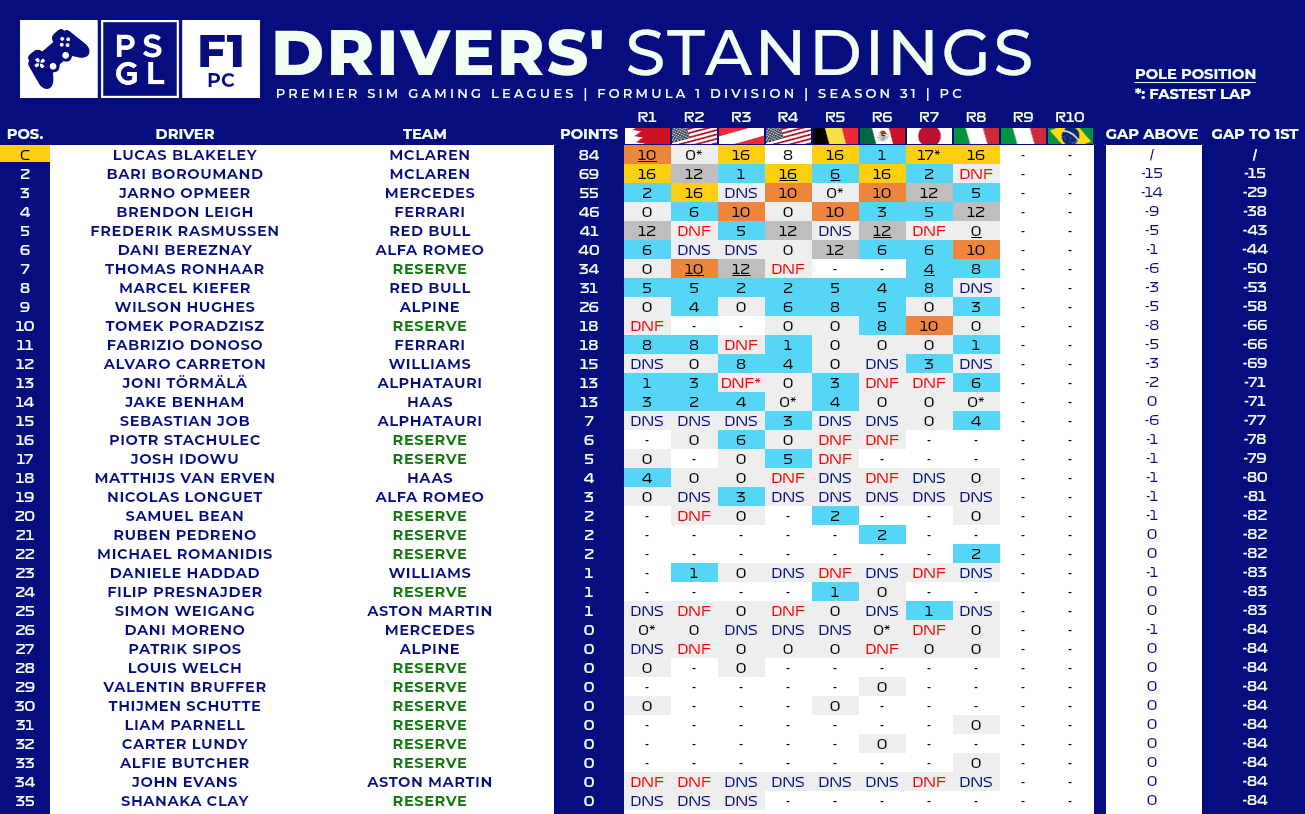 PS
GL
F1
PC
DRIVERS' STANDINGS
PREMIER SIM GAMING LEAGUES | FORMULA 1 DIVISION | SEASON 31 | PC
POLE POSITION
*: FASTEST LAP
R1 R2 R3 R4 R5 R6 R7 R8 R9 R10
POS. DRIVER TEAM POINTS GAP ABOVE GAP TO 1ST
C LUCAS BLAKELEY MCLAREN 84 10 0* 16 8 16 1 17* 16 - - / /
2 BARI BOROUMAND MCLAREN 69 16 12 1 16 6 16 2 DNF - - -15 -15
3 JARNO OPMEER MERCEDES 55 2 16 DNS 10 0* 10 12 5 - - -14 -29
4 BRENDON LEIGH FERRARI 46 0 6 10 0 10 3 5 12 - - -9 -38
5 FREDERIK RASMUSSEN RED BULL 41 12 DNF 5 12 DNS 12 DNF 0 - - -5 -43
6 DANI BEREZNAY ALFA ROMEO 40 6 DNS DNS 0 12 6 6 10 - - -1 -44
7 THOMAS RONHAAR RESERVE 34 0 10 12 DNF - - 4 8 - - -6 -50
8 MARCEL KIEFER RED BULL 31 5 5 2 2 5 4 8 DNS - - -3 -53
9 WILSON HUGHES ALPINE 26 0 4 0 6 8 5 0 3 - - -5 -58
10 TOMEK PORADZISZ RESERVE 18 DNF - - 0 0 8 10 0 - - -8 -66
11 FABRIZIO DONOSO FERRARI 18 8 8 DNF 1 0 0 0 1 - - -5 -66
12 ALVARO CARRETON WILLIAMS 15 DNS 0 8 4 0 DNS 3 DNS - - -3 -69
13 JONI TÖRMÄLÄ ALPHATAURI 13 1 3 DNF* 0 3 DNF DNF 6 - - -2 -71
14 JAKE BENHAM HAAS 13 3 2 4 0* 4 0 0 0* - - 0 -71
15 SEBASTIAN JOB ALPHATAURI 7 DNS DNS DNS 3 DNS DNS 0 4 - - -6 -77
16 PIOTR STACHULEC RESERVE 6 - 0 6 0 DNF DNF - - - - -1 -78
17 JOSH IDOWU RESERVE 5 0 - 0 5 DNF - - - - - -1 -79
18 MATTHIJS VAN ERVEN HAAS 4 4 0 0 DNF DNS DNF DNS 0 - - -1 -80
19 NICOLAS LONGUET ALFA ROMEO 3 0 DNS 3 DNS DNS DNS DNS DNS - - -1 -81
20 SAMUEL BEAN RESERVE 2 - DNF 0 - 2 - - 0 - - -1 -82
21 RUBEN PEDRENO RESERVE 2 - - - - - 2 - - - - 0 -82
22 MICHAEL ROMANIDIS RESERVE 2 - - - - - - - 2 - - 0 -82
23 DANIELE HADDAD WILLIAMS 1 - 1 0 DNS DNF DNS DNF DNS - - -1 -83
24 FILIP PRESNAJDER RESERVE 1 - - - - 1 0 - - - - 0 -83
25 SIMON WEIGANG ASTON MARTIN 1 DNS DNF 0 DNF 0 DNS 1 DNS - - 0 -83
26 DANI MORENO MERCEDES 0 0* 0 DNS DNS DNS 0* DNF 0 - - -1 -84
27 PATRIK SIPOS ALPINE 0 DNS DNF 0 0 0 DNF 0 0 - - 0 -84
28 LOUIS WELCH RESERVE 0 0 - 0 - - - - - - - 0 -84
29 VALENTIN BRUFFER RESERVE 0 - - - - - 0 - - - - 0 -84
30 THIJMEN SCHUTTE RESERVE 0 0 - - - 0 - - - - - 0 -84
31 LIAM PARNELL RESERVE 0 - - - - - - - 0 - - 0 -84
32 CARTER LUNDY RESERVE 0 - - - - - 0 - - - - 0 -84
33 ALFIE BUTCHER RESERVE 0 - - - - - - - 0 - - 0 -84
34 JOHN EVANS ASTON MARTIN 0 DNF DNF DNS DNS DNS DNS DNF DNS - - 0 -84
35 SHANAKA CLAY RESERVE 0 DNS DNS DNS - - - - - - - 0 -84